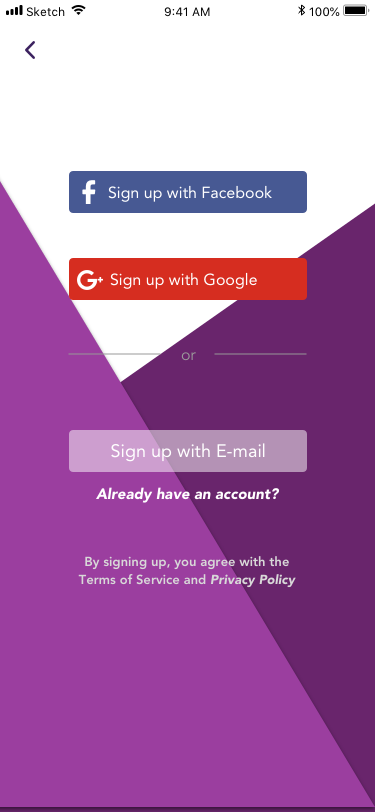 Sketch 9:41 AM 100%
Sign up with Facebook
G+ Sign up with Google
or
Sign up with E-mail
Already have an account?
By signing up, you agree with the
Terms of Service and Privacy Policy